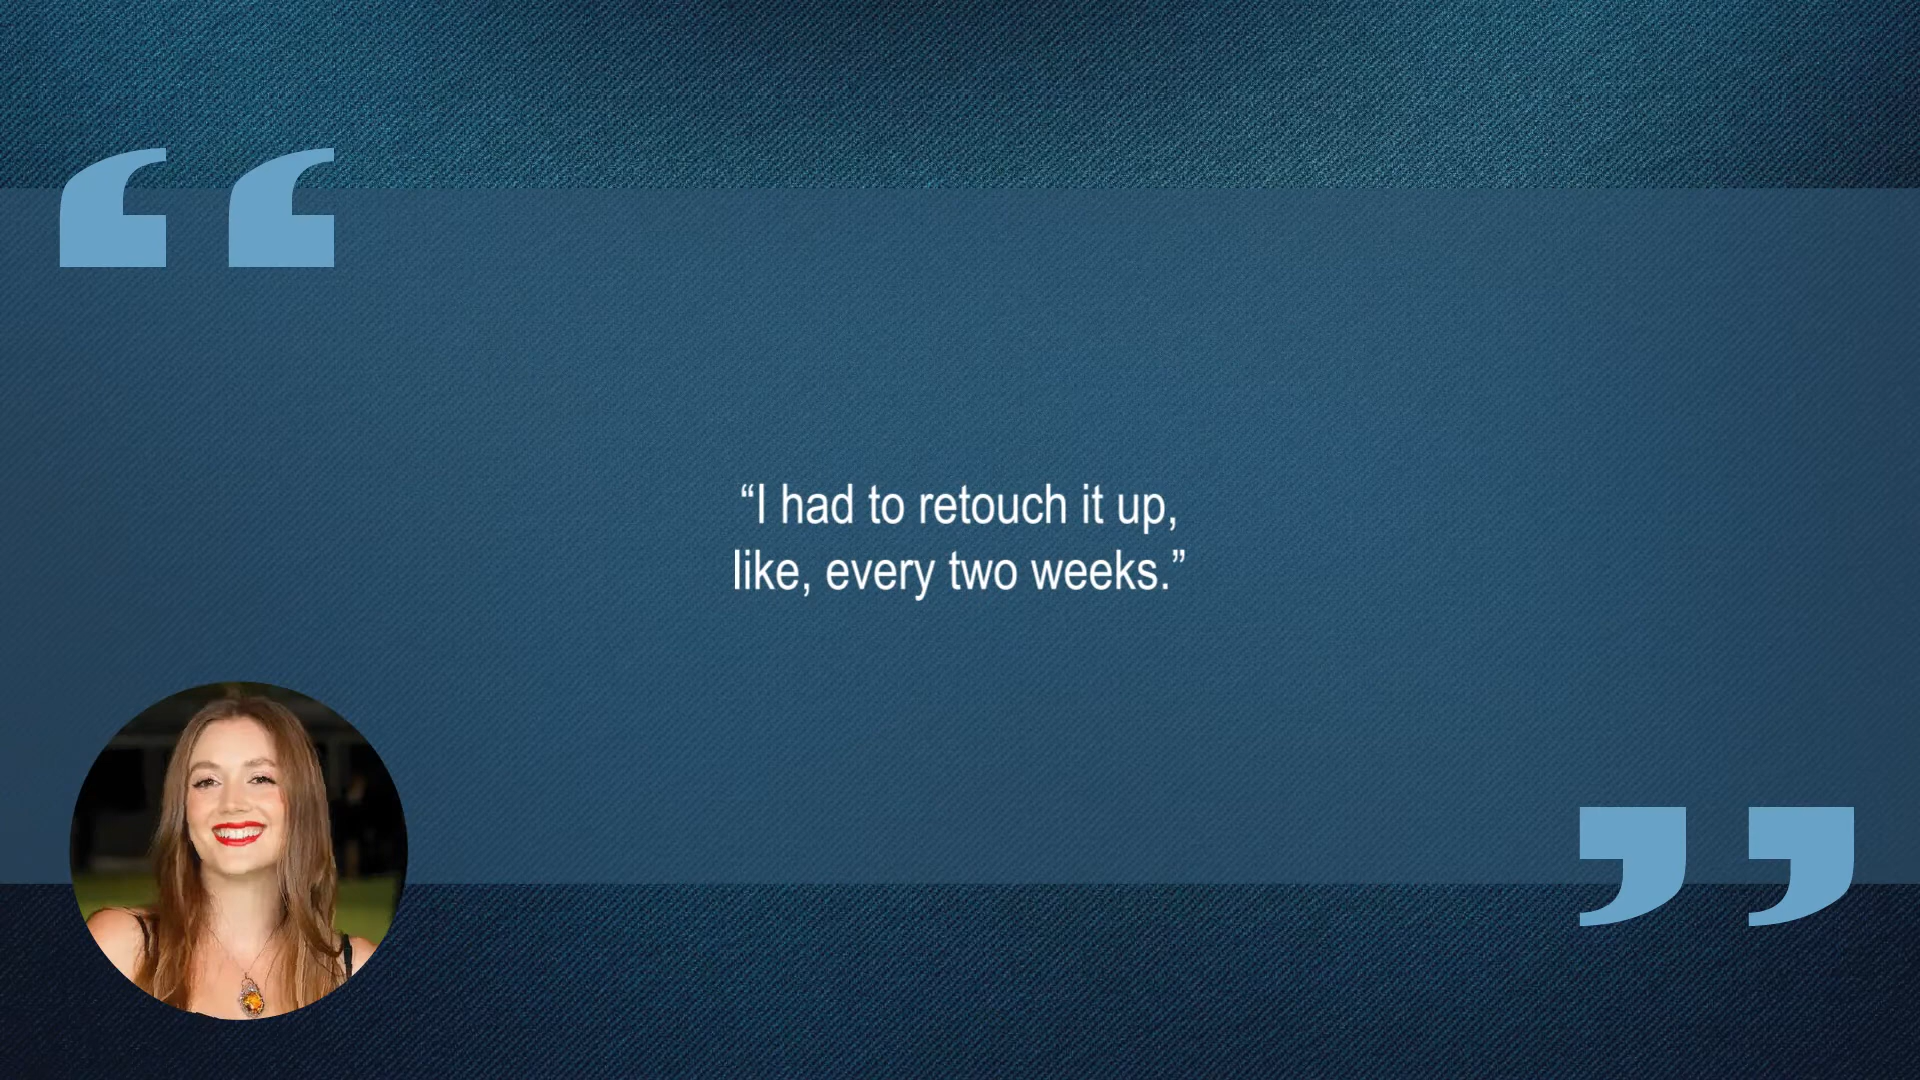 “I had to retouch it up,
like, every two weeks.”